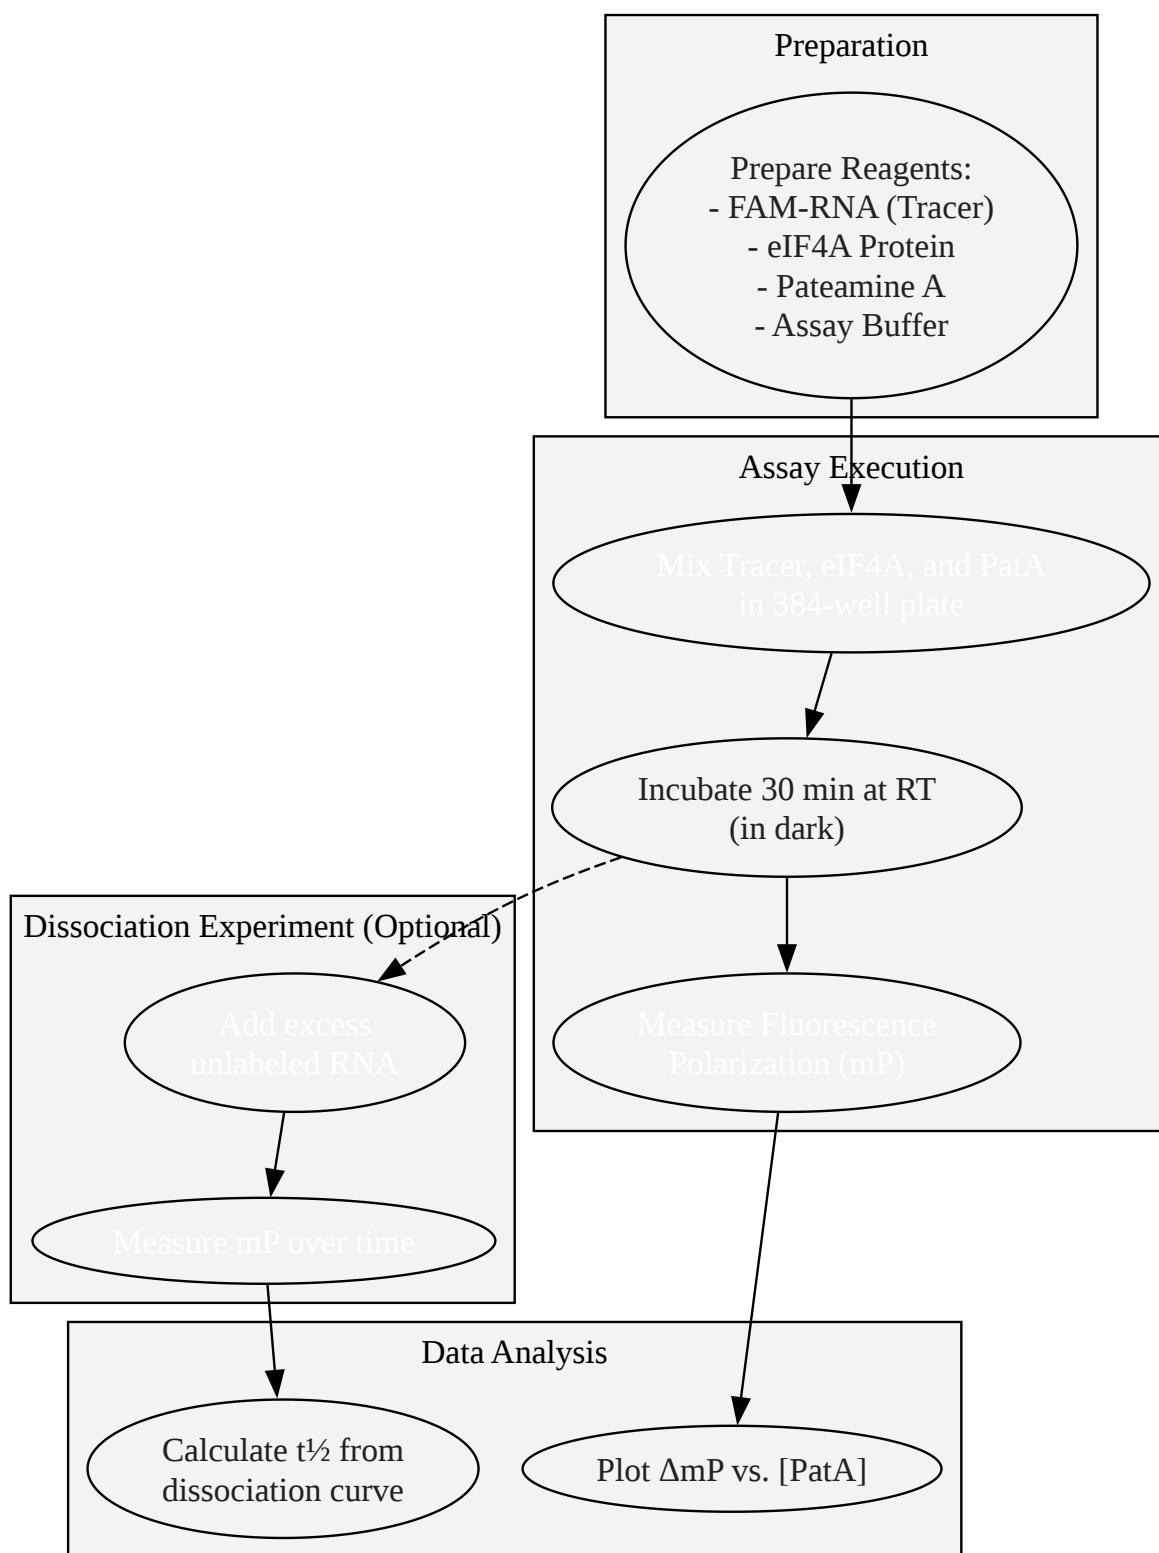 Preparation
Prepare Reagents:
- FAM-RNA (Tracer)
- eIF4A Protein
- Pateamine A
- Assay Buffer
Assay Execution
Mix Tracer, eIF4A, and PatA
in 384-well plate
Incubate 30 min at RT
(in dark)
Dissociation Experiment (Optional)
Add excess
unlabeled RNA
Measure Fluorescence
Polarization (mP)
Measure mP over time
Data Analysis
Calculate t½ from
dissociation curve
Plot ΔmP vs. [PatA]